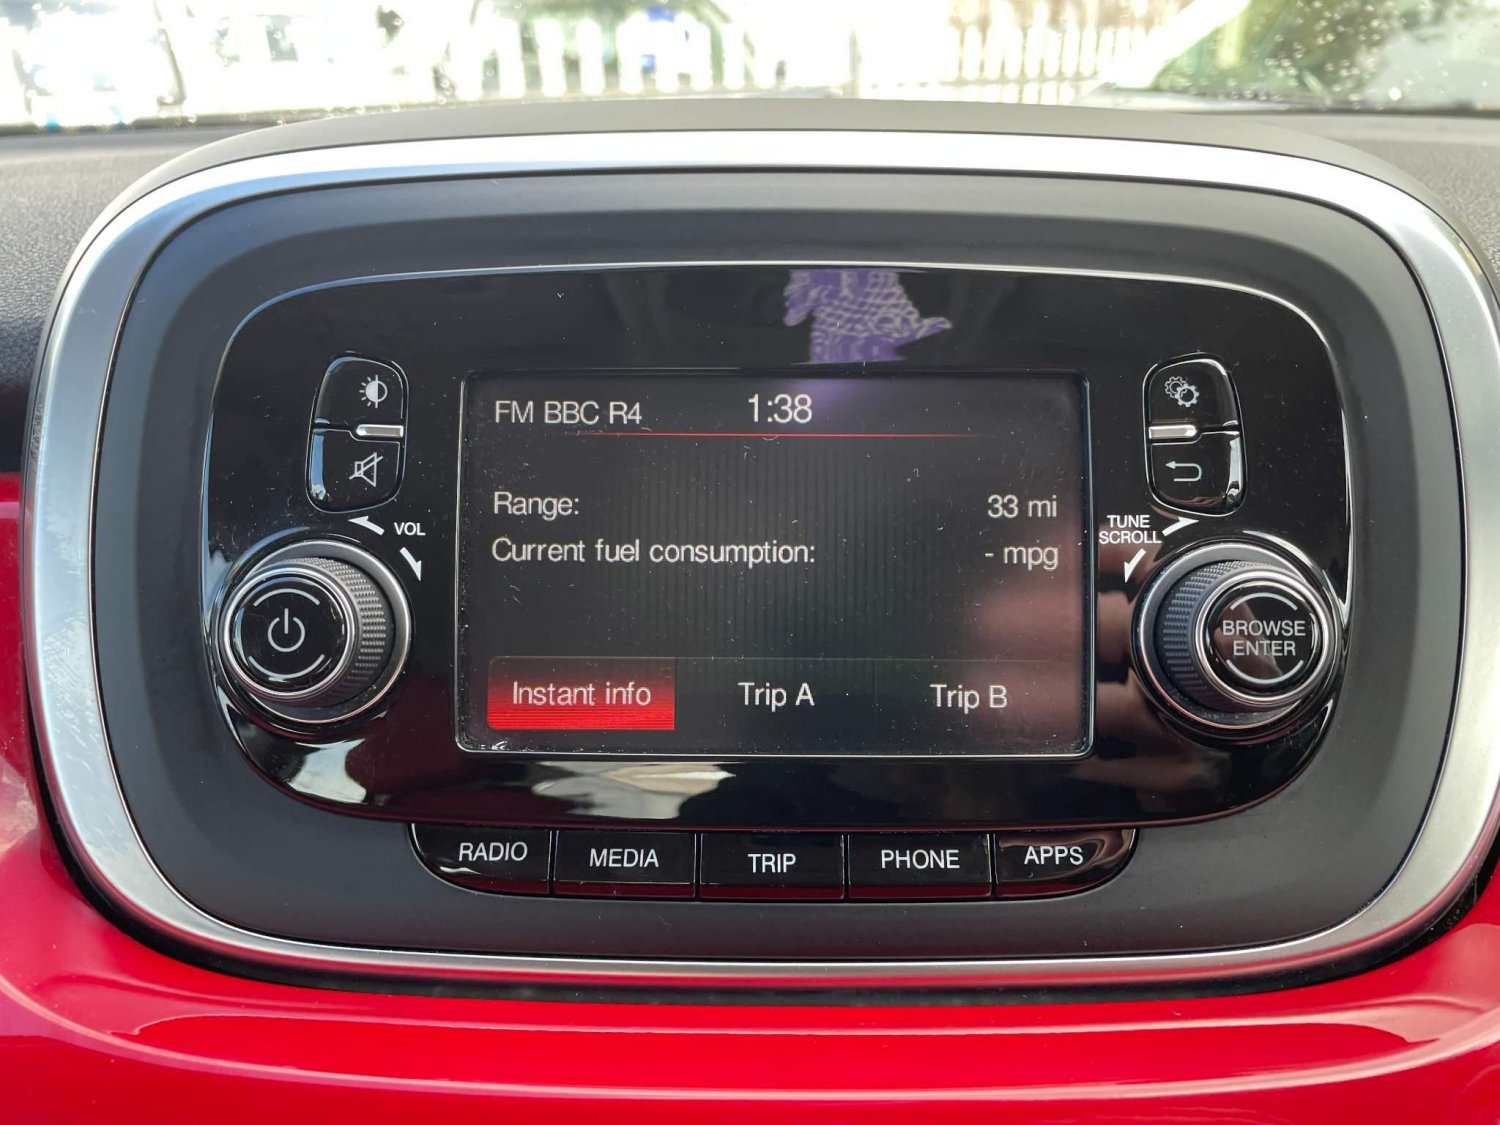 FM BBC R4
1:38
VOL
TUNE
SCROLL
Range:
33 mi
Current fuel consumption:
- mpg
BROWSE
ENTER
Instant info
Trip A
Trip B
RADIO
MEDIA
TRIP
PHONE
APPS